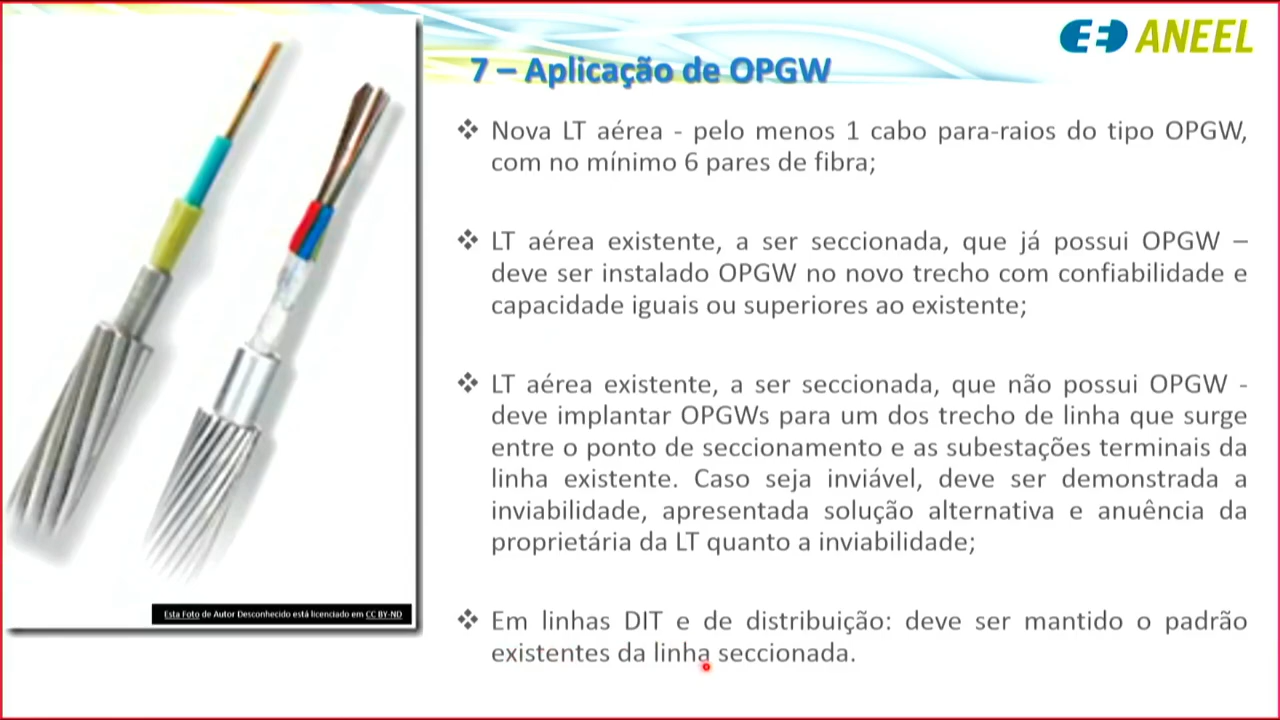 ANEEL
7 – Aplicação de OPGW
❖ Nova LT aérea - pelo menos 1 cabo para-raios do tipo OPGW,
com no mínimo 6 pares de fibra;
❖ LT aérea existente, a ser seccionada, que já possui OPGW –
deve ser instalado OPGW no novo trecho com confiabilidade e
capacidade iguais ou superiores ao existente;
❖ LT aérea existente, a ser seccionada, que não possui OPGW -
deve implantar OPGWs para um dos trecho de linha que surge
entre o ponto de seccionamento e as subestações terminais da
linha existente. Caso seja inviável, deve ser demonstrada a
inviabilidade, apresentada solução alternativa e anuência da
proprietária da LT quanto a inviabilidade;
❖ Em linhas DIT e de distribuição: deve ser mantido o padrão
existentes da linha seccionada.
Esta Foto de Autor Desconhecido está licenciado em CC BY-ND